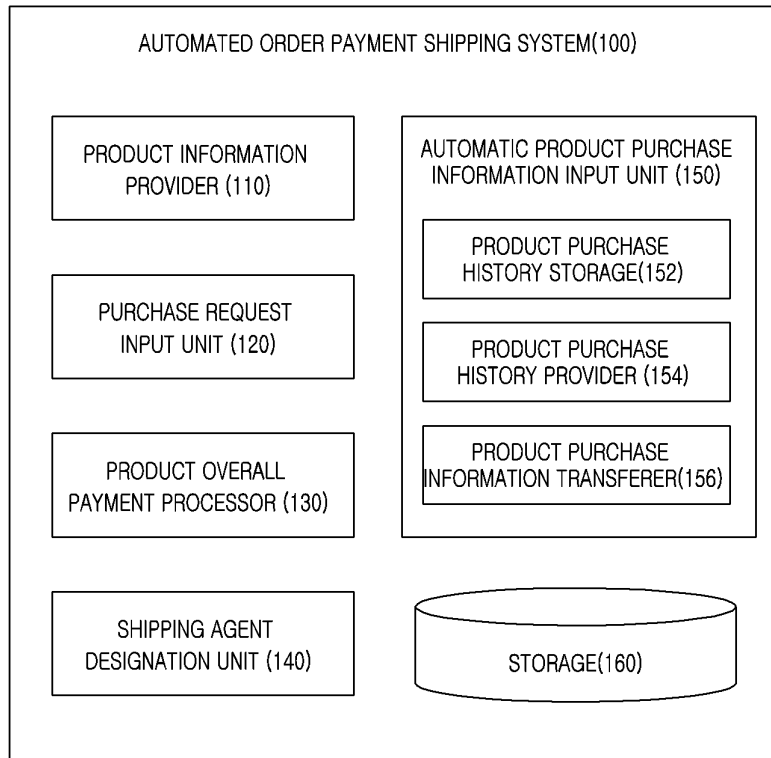 AUTOMATED ORDER PAYMENT SHIPPING SYSTEM(100)
PRODUCT INFORMATION
PROVIDER (110)
PURCHASE REQUEST
INPUT UNIT (120)
PRODUCT OVERALL
PAYMENT PROCESSOR (130)
SHIPPING AGENT
DESIGNATION UNIT (140)
AUTOMATIC PRODUCT PURCHASE
INFORMATION INPUT UNIT (150)
PRODUCT PURCHASE
HISTORY STORAGE(152)
PRODUCT PURCHASE
HISTORY PROVIDER (154)
PRODUCT PURCHASE
INFORMATION TRANSFERER(156)
STORAGE(160)